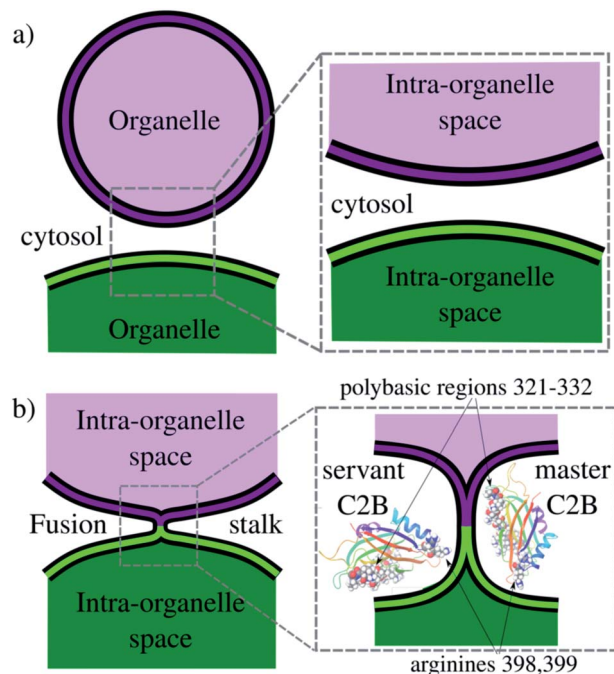 a)
Organelle
cytosol
Organelle
Intra-organelle
space
cytosol
Intra-organelle
space
b)
Intra-organelle
space
Fusion
stalk
Intra-organelle
space
polybasic regions 321-332
servant
C2B
master
C2B
arginines 398,399